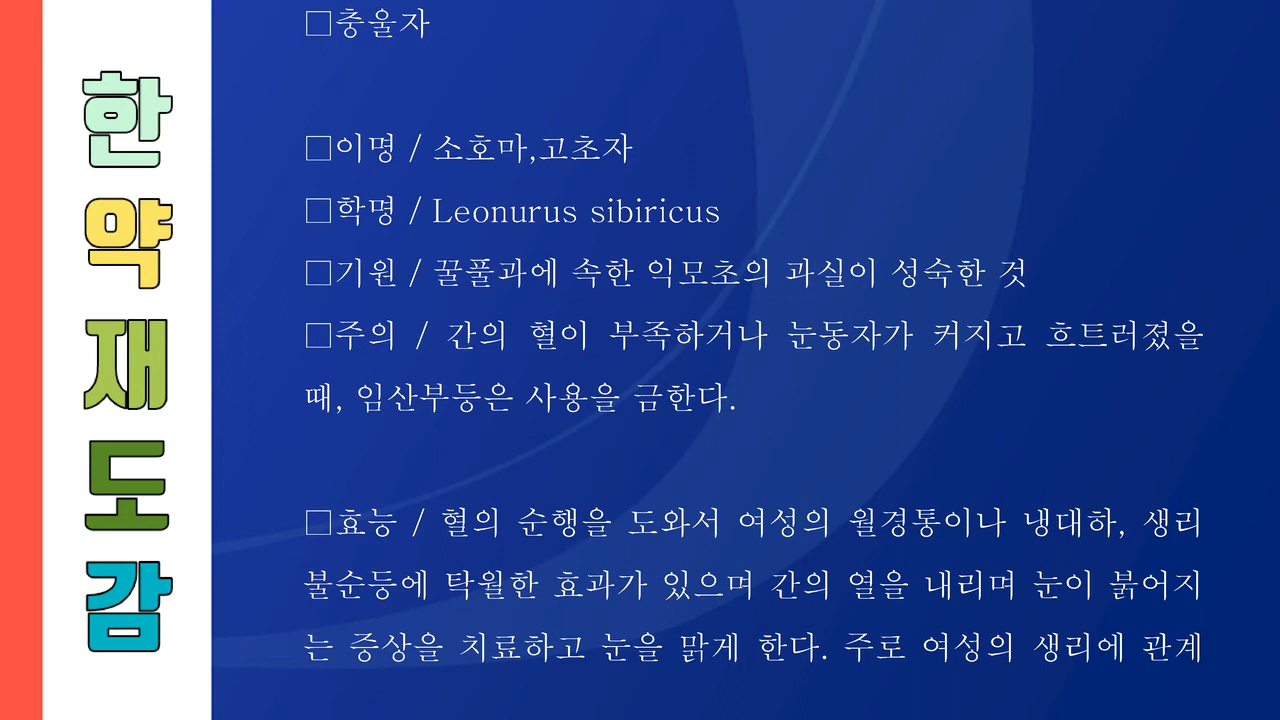 한
약
재
도
감
□충울자
□이명 / 소호마,고초자
□학명 / Leonurus sibiricus
□기원 / 꿀풀과에 속한 익모초의 과실이 성숙한 것
□주의 / 간의 혈이 부족하거나 눈동자가 커지고 흐트러졌을
때, 임산부등은 사용을 금한다.
□효능 / 혈의 순행을 도와서 여성의 월경통이나 냉대하, 생리
불순등에 탁월한 효과가 있으며 간의 열을 내리며 눈이 붉어지
는 증상을 치료하고 눈을 맑게 한다. 주로 여성의 생리에 관계